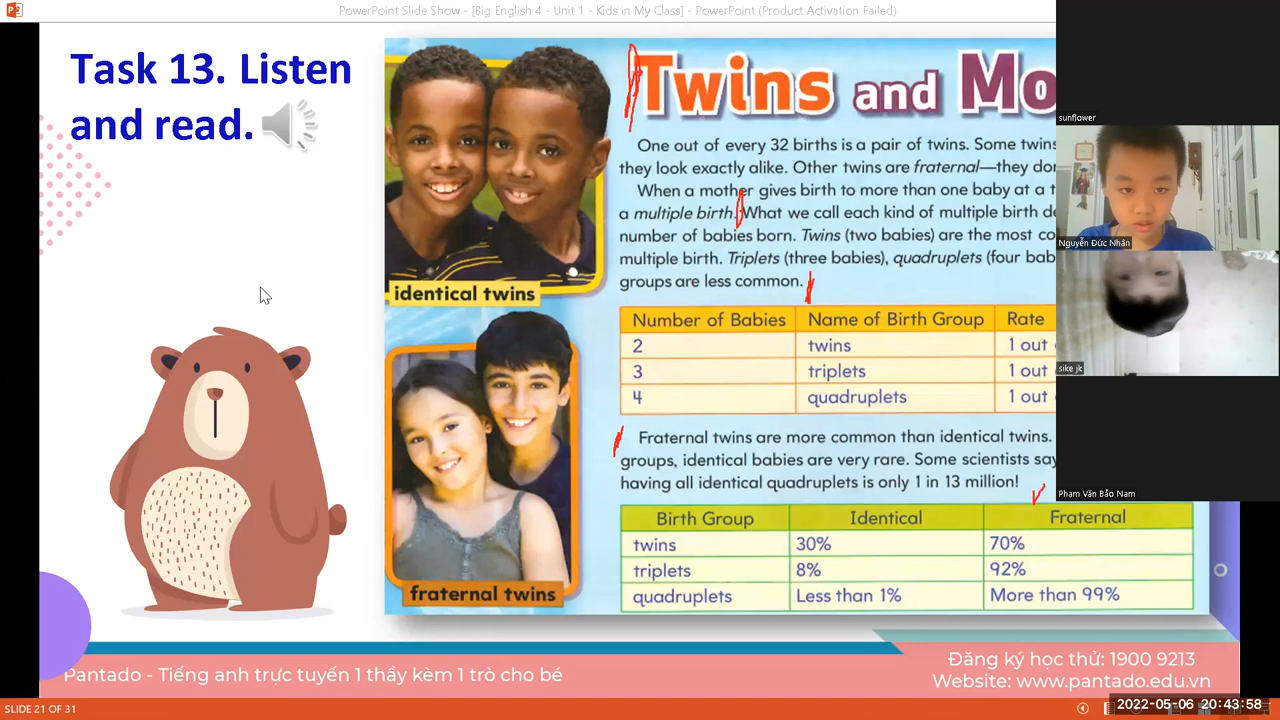 PowerPoint Slide Show - [Big English 4 - Unit 1 - Kids in My Class] - PowerPoint (Product Activation Failed)
Task 13. Listen
and read.
Twins and Mo
One out of every 32 births is a pair of twins. Some twins
they look exactly alike. Other twins are fraternal—they do
When a mother gives birth to more than one baby at a t
a multiple birth. What we call each kind of multiple birth de
number of babies born. Twins (two babies) are the most co
multiple birth. Triplets (three babies), quadruplets (four bab
groups are less common.
identical twins
Number of Babies Name of Birth Group Rate
2 twins 1 out
3 triplets 1 out
4 quadruplets 1 out
Fraternal twins are more common than identical twins.
groups, identical babies are very rare. Some scientists say
having all identical quadruplets is only 1 in 13 million!
Birth Group Identical Fraternal
twins 30% 70%
triplets 8% 92%
quadruplets Less than 1% More than 99%
fraternal twins
sunflower
Nguyễn Đức Nhân
sike jk
Phạm Văn Bảo Nam
Pantado - Tiếng anh trực tuyến 1 thầy kèm 1 trò cho bé
Đăng ký học thử: 1900 9213
Website: www.pantado.edu.vn
SLIDE 21 OF 31
2022-05-06 20:43:58